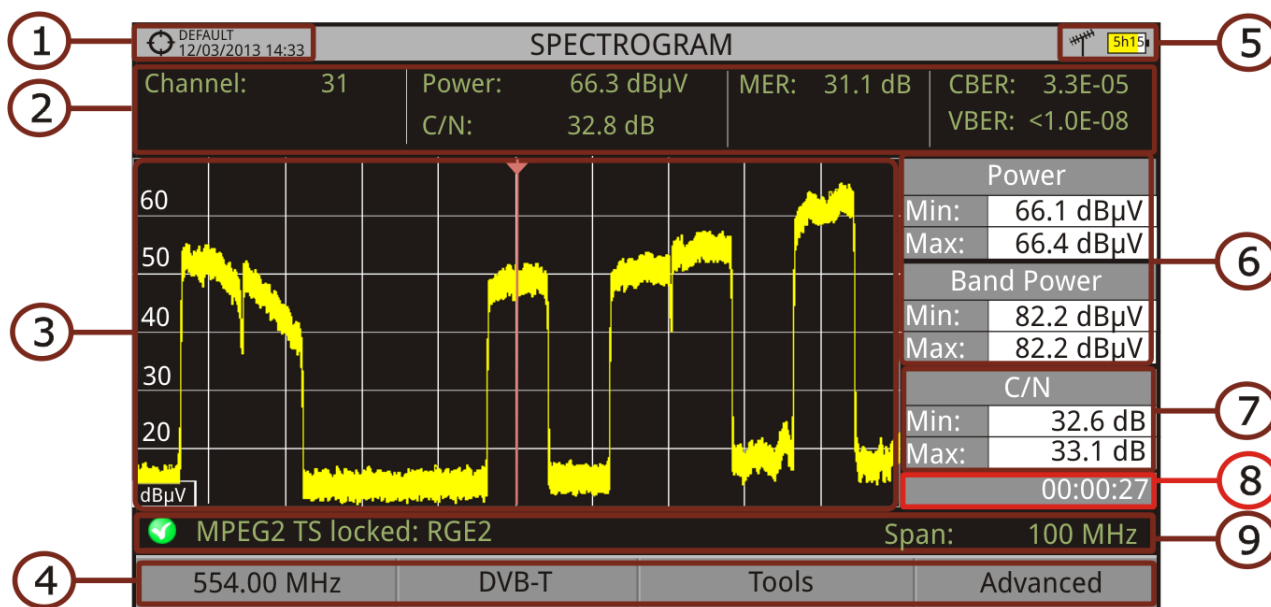 1
DEFAULT
12/03/2013 14:33
SPECTROGRAM
5h15
5
2
Channel: 31
Power: 66.3 dBµV
MER: 31.1 dB
CBER: 3.3E-05
C/N: 32.8 dB
VBER: <1.0E-08
3
60
50
40
30
20
dBµV
Power
Min: 66.1 dBµV
Max: 66.4 dBµV
Band Power
Min: 82.2 dBµV
Max: 82.2 dBµV
6
C/N
Min: 32.6 dB
Max: 33.1 dB
7
00:00:27
8
MPEG2 TS locked: RGE2
Span: 100 MHz
9
4
554.00 MHz
DVB-T
Tools
Advanced